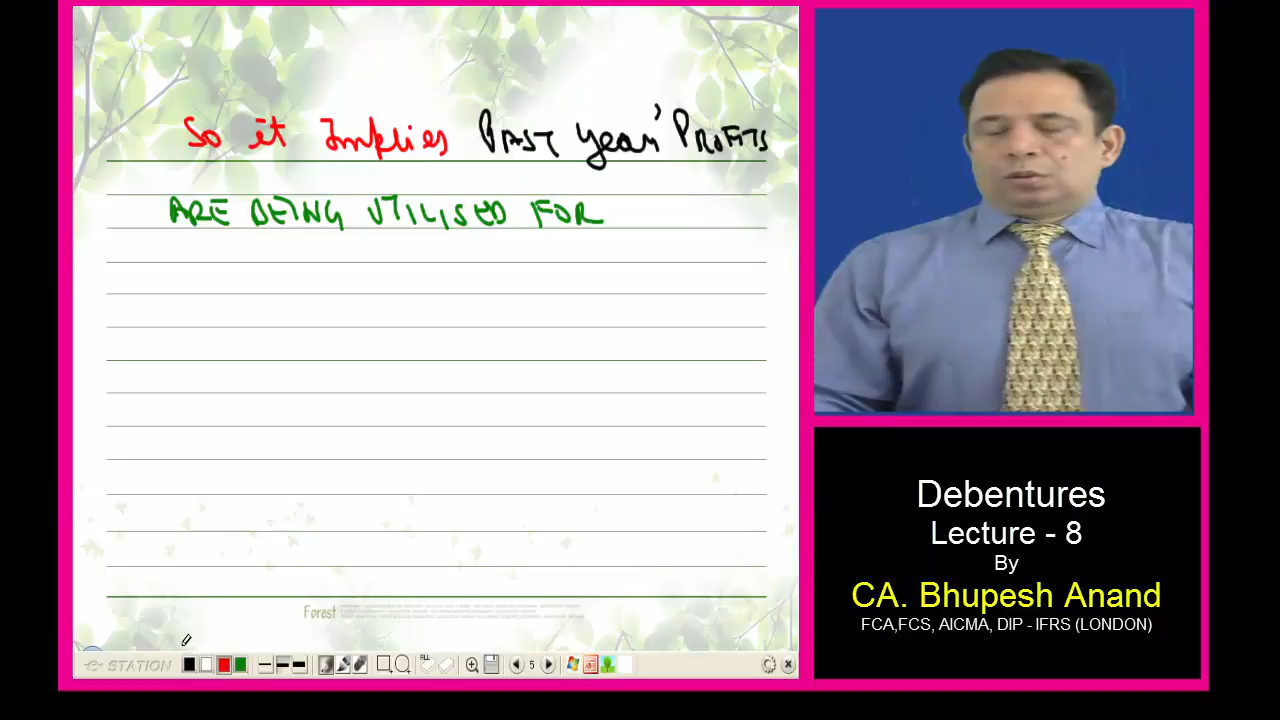 So it Implies PAST Year' PROFITS
ARE BEING UTILISED FOR
Forest
e-STATION
5
Debentures
Lecture - 8
By
CA. Bhupesh Anand
FCA,FCS, AICMA, DIP - IFRS (LONDON)